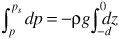 ∫_p^{p_s} dp = −ρg ∫_{−d}^{0} dz